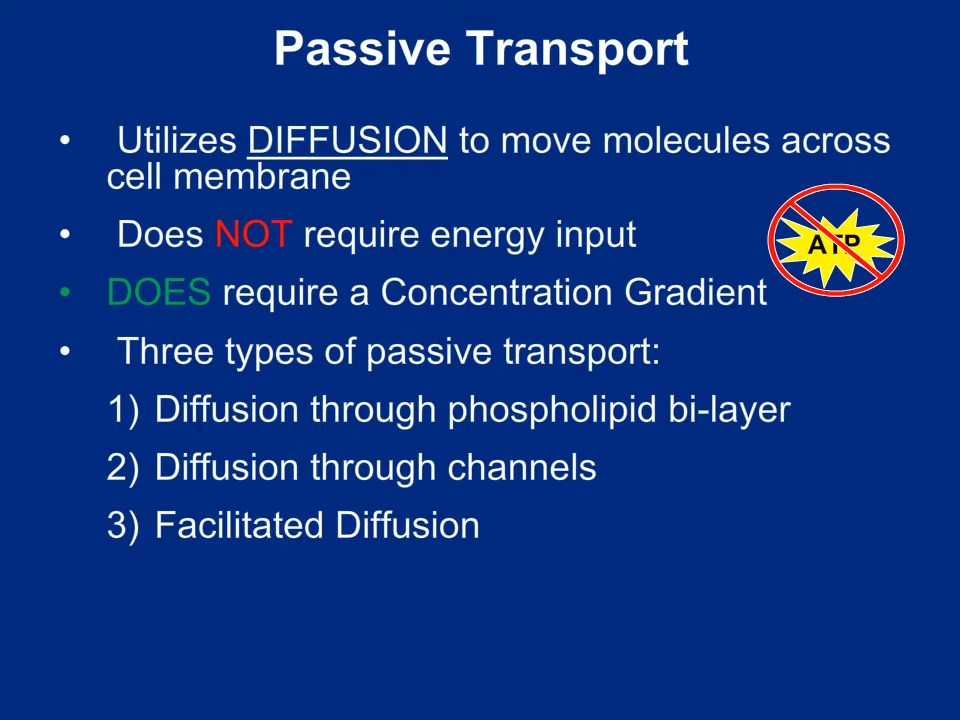 Passive Transport
• Utilizes DIFFUSION to move molecules across
cell membrane
• Does NOT require energy input
ATP
• DOES require a Concentration Gradient
• Three types of passive transport:
1) Diffusion through phospholipid bi-layer
2) Diffusion through channels
3) Facilitated Diffusion